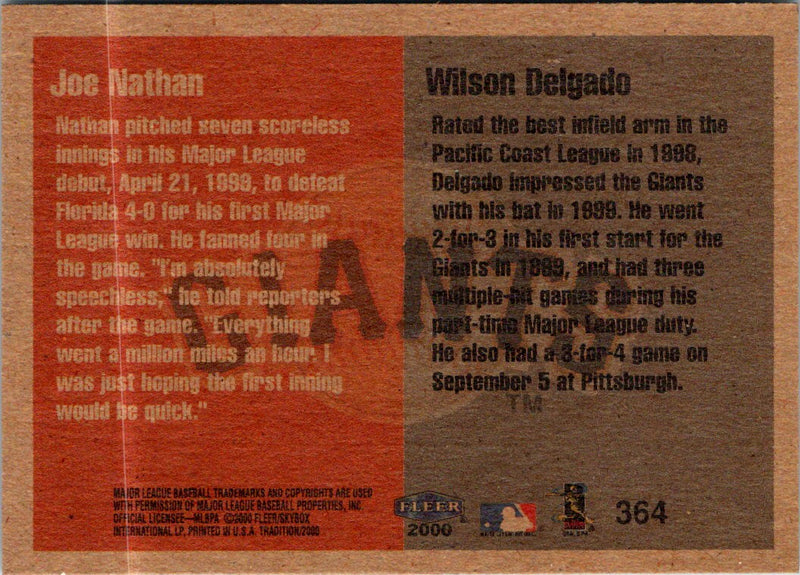 Joe Nathan
Nathan pitched seven scoreless
innings in his Major League
debut, April 21, 1999, to defeat
Florida 4-0 for his first Major
League win. He fanned four in
the game. "I'm absolutely
speechless," he told reporters
after the game. "Everything
went a million miles an hour. I
was just hoping the first inning
would be quick."
Wilson Delgado
Rated the best infield arm in the
Pacific Coast League in 1998,
Delgado impressed the Giants
with his bat in 1999. He went
2-for-3 in his first start for the
Giants in 1999, and had three
multiple-hit games during his
part-time Major League duty.
He also had a 3-for-4 game on
September 5 at Pittsburgh.
GIANTS
TM
MAJOR LEAGUE BASEBALL TRADEMARKS AND COPYRIGHTS ARE USED
WITH PERMISSION OF MAJOR LEAGUE BASEBALL PROPERTIES, INC.
OFFICIAL LICENSEE—MLBPA ©2000 FLEER/SKYBOX
INTERNATIONAL LP. PRINTED IN U.S.A. TRADITION/2000
FLEER
2000
364